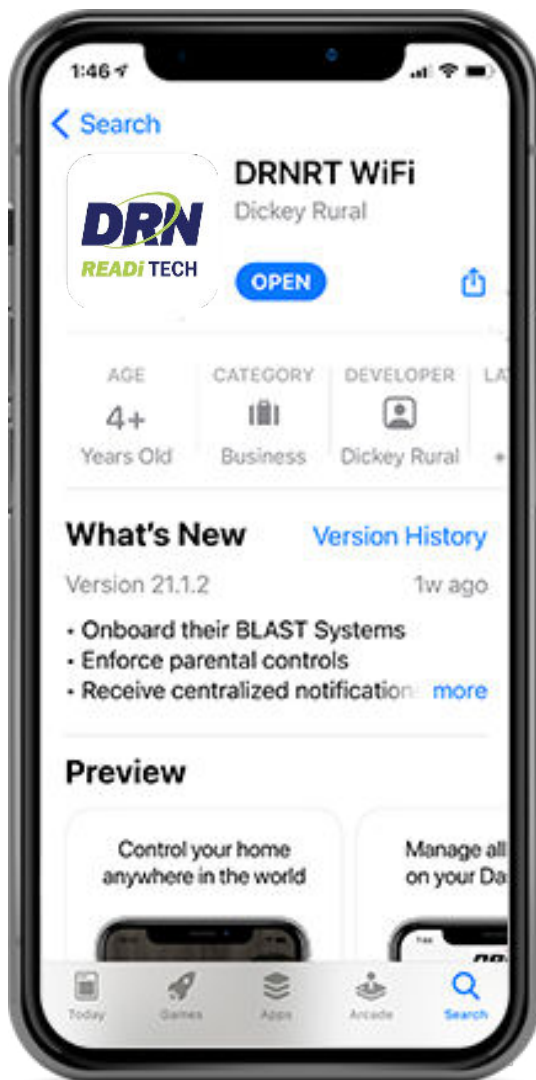 1:46
Search
DRN
READi TECH
DRNRT WiFi
Dickey Rural
OPEN
AGE
CATEGORY
DEVELOPER
LA
4+
Years Old
Business
Dickey Rural
What's New
Version History
Version 21.1.2
1w ago
• Onboard their BLAST Systems
• Enforce parental controls
• Receive centralized notification
more
Preview
Control your home
anywhere in the world
Manage all
on your Da
Today
Games
Apps
Arcade
Search